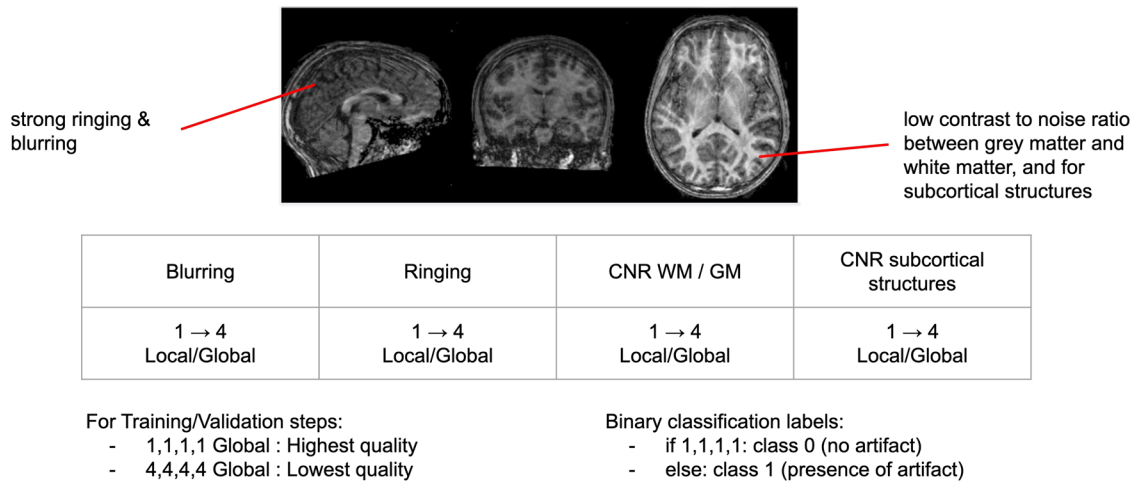 strong ringing &
blurring
low contrast to noise ratio
between grey matter and
white matter, and for
subcortical structures
Blurring
Ringing
CNR WM / GM
CNR subcortical
structures
1 → 4
Local/Global
1 → 4
Local/Global
1 → 4
Local/Global
1 → 4
Local/Global
For Training/Validation steps:
- 1,1,1,1 Global : Highest quality
- 4,4,4,4 Global : Lowest quality
Binary classification labels:
- if 1,1,1,1: class 0 (no artifact)
- else: class 1 (presence of artifact)